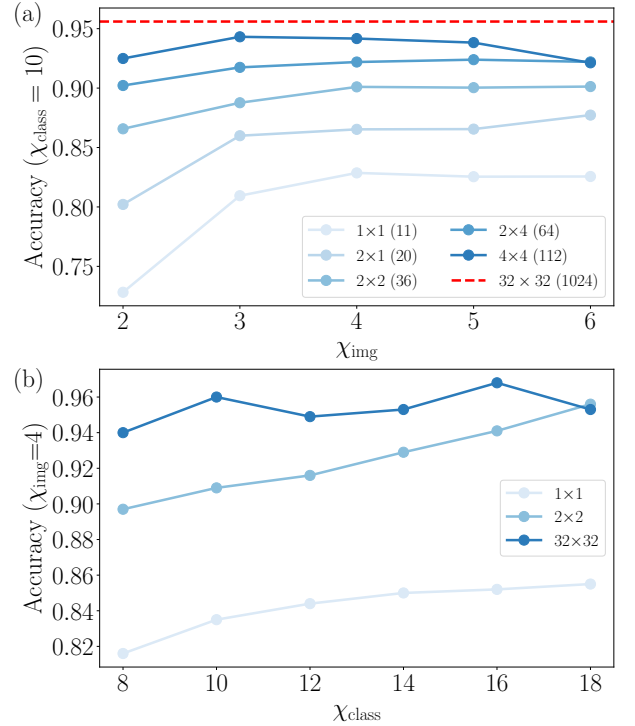 (a)
Accuracy (χclass = 10)
0.95
0.90
0.85
0.80
0.75
1×1 (11)
2×1 (20)
2×2 (36)
2×4 (64)
4×4 (112)
32 × 32 (1024)
2 3 4 5 6
χimg
(b)
Accuracy (χimg=4)
0.96
0.94
0.92
0.90
0.88
0.86
0.84
0.82
1×1
2×2
32×32
8 10 12 14 16 18
χclass